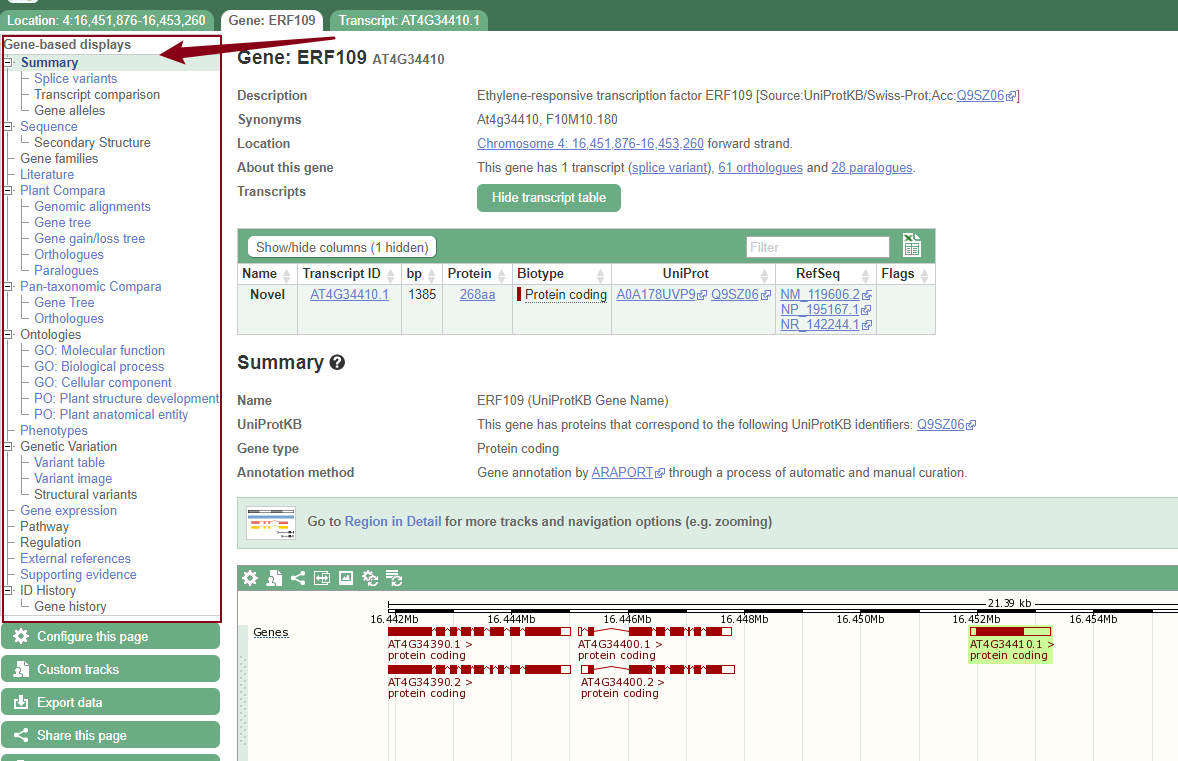 Location: 4:16,451,876-16,453,260
Gene: ERF109
Transcript: AT4G34410.1
Gene-based displays
Summary
Splice variants
Transcript comparison
Gene alleles
Sequence
Secondary Structure
Gene families
Literature
Plant Compara
Genomic alignments
Gene tree
Gene gain/loss tree
Orthologues
Paralogues
Pan-taxonomic Compara
Gene Tree
Orthologues
Ontologies
GO: Molecular function
GO: Biological process
GO: Cellular component
PO: Plant structure development
PO: Plant anatomical entity
Phenotypes
Genetic Variation
Variant table
Variant image
Structural variants
Gene expression
Pathway
Regulation
External references
Supporting evidence
ID History
Gene history
Configure this page
Custom tracks
Export data
Share this page
Gene: ERF109 AT4G34410
Description Ethylene-responsive transcription factor ERF109 [Source:UniProtKB/Swiss-Prot;Acc:Q9SZ06]
Synonyms At4g34410, F10M10.180
Location Chromosome 4: 16,451,876-16,453,260 forward strand.
About this gene This gene has 1 transcript (splice variant), 61 orthologues and 28 paralogues.
Transcripts Hide transcript table
Show/hide columns (1 hidden) Filter
Name Transcript ID bp Protein Biotype UniProt RefSeq Flags
Novel AT4G34410.1 1385 268aa Protein coding A0A178UVP9 Q9SZ06 NM_119606.2
NP_195167.1
NR_142244.1
Summary
Name ERF109 (UniProtKB Gene Name)
UniProtKB This gene has proteins that correspond to the following UniProtKB identifiers: Q9SZ06
Gene type Protein coding
Annotation method Gene annotation by ARAPORT through a process of automatic and manual curation.
Go to Region in Detail for more tracks and navigation options (e.g. zooming)
21.39 kb
16.442Mb 16.444Mb 16.446Mb 16.448Mb 16.450Mb 16.452Mb 16.454Mb
Genes
AT4G34390.1 > AT4G34400.1 > AT4G34410.1 >
protein coding protein coding protein coding
AT4G34390.2 > AT4G34400.2 >
protein coding protein coding